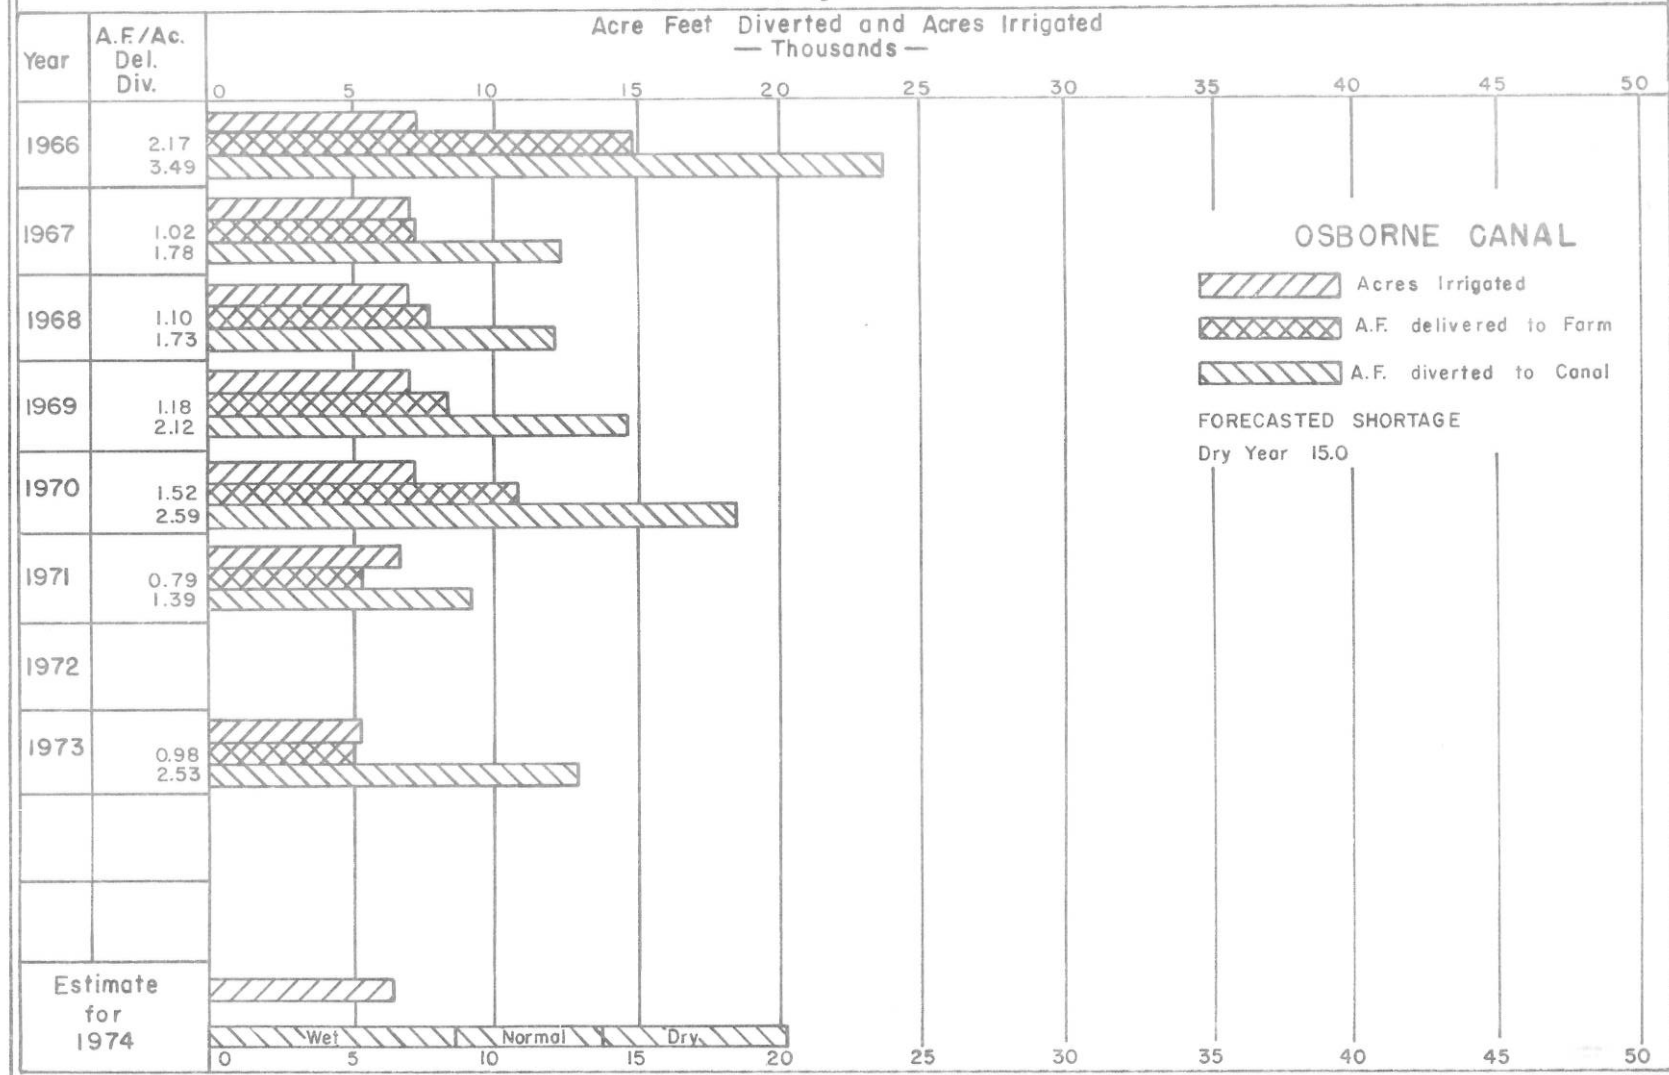 Acre Feet Diverted and Acres Irrigated
— Thousands —
Year
A.F./Ac.
Del.
Div.
0 5 10 15 20 25 30 35 40 45 50
1966
2.17
3.49
1967
1.02
1.78
1968
1.10
1.73
1969
1.18
2.12
1970
1.52
2.59
1971
0.79
1.39
1972
1973
0.98
2.53
OSBORNE CANAL
Acres Irrigated
A.F. delivered to Farm
A.F. diverted to Canal
FORECASTED SHORTAGE
Dry Year 15.0
Estimate
for
1974
Wet Normal Dry
0 5 10 15 20 25 30 35 40 45 50